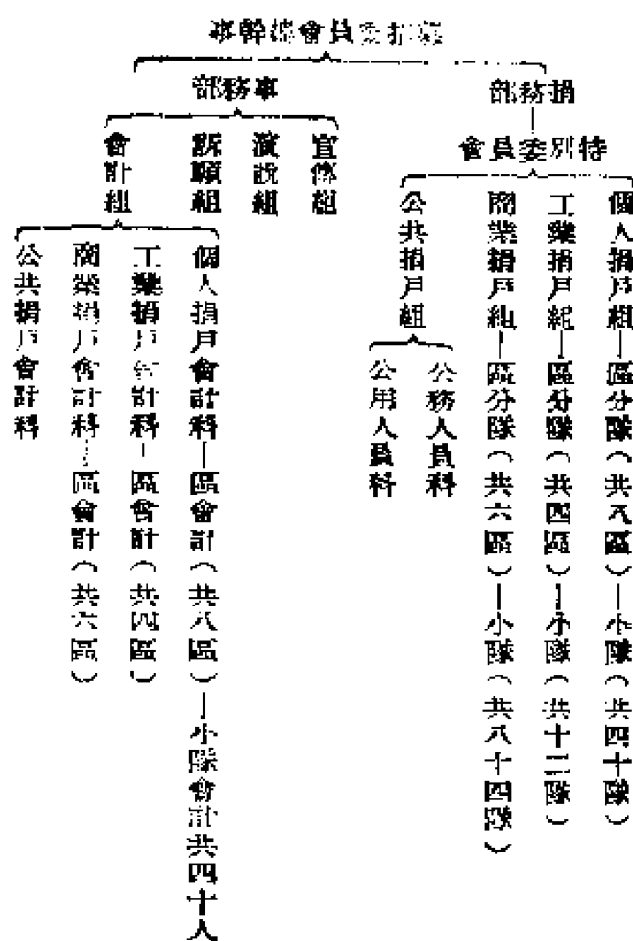 募捐委員會總幹事
捐務部
特別委員會
個人捐戶組—區分隊(共八區)—小隊(共四十隊)
工業捐戶組—區分隊(共四區)—小隊(共十二隊)
商業捐戶組—區分隊(共六區)—小隊(共八十四隊)
公共捐戶組
公務人員科
公用人員科
事務部
宣傳組
演說組
訴願組
會計組
個人捐戶會計科—區會計(共八區)—小隊會計共四十人
工業捐戶會計科—區會計(共四區)
商業捐戶會計科—區會計(共六區)
公共捐戶會計科